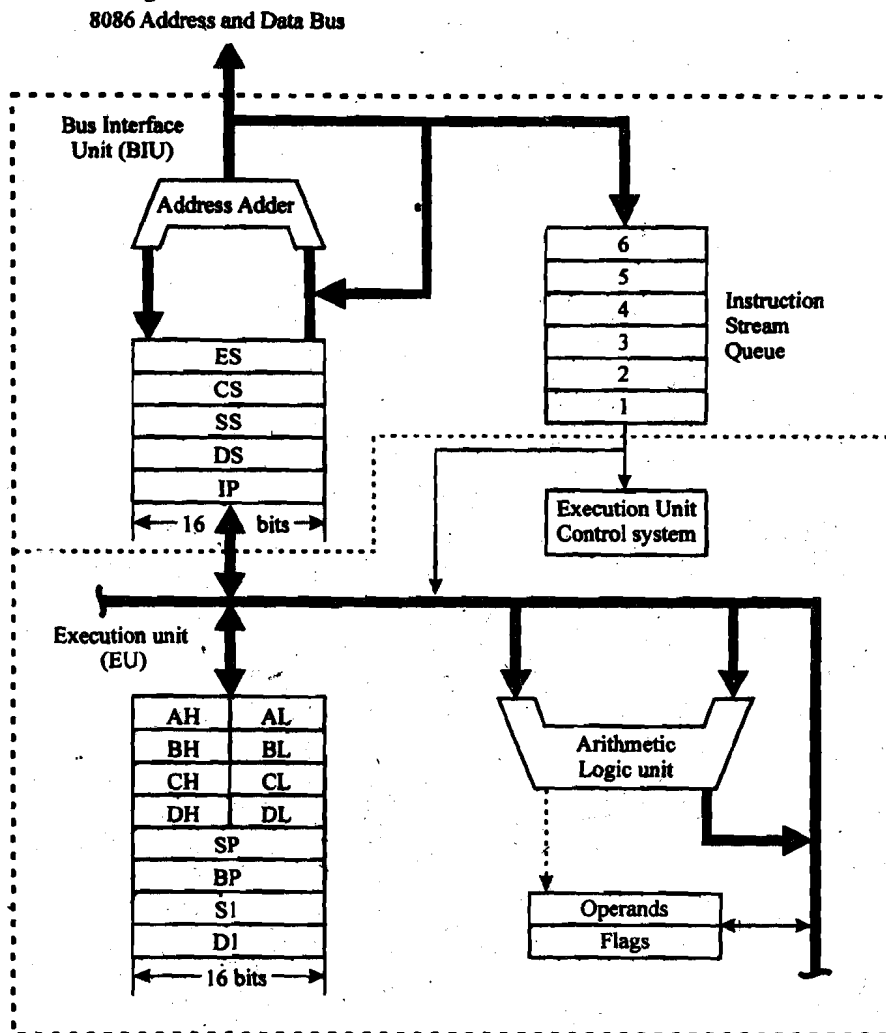 8086 Address and Data Bus
Bus Interface
Unit (BIU)
Address Adder
6
5
4
3
2
1
Instruction
Stream
Queue
ES
CS
SS
DS
IP
16 bits
Execution Unit
Control system
Execution unit
(EU)
AH AL
BH BL
CH CL
DH DL
SP
BP
S1
D1
16 bits
Arithmetic
Logic unit
Operands
Flags